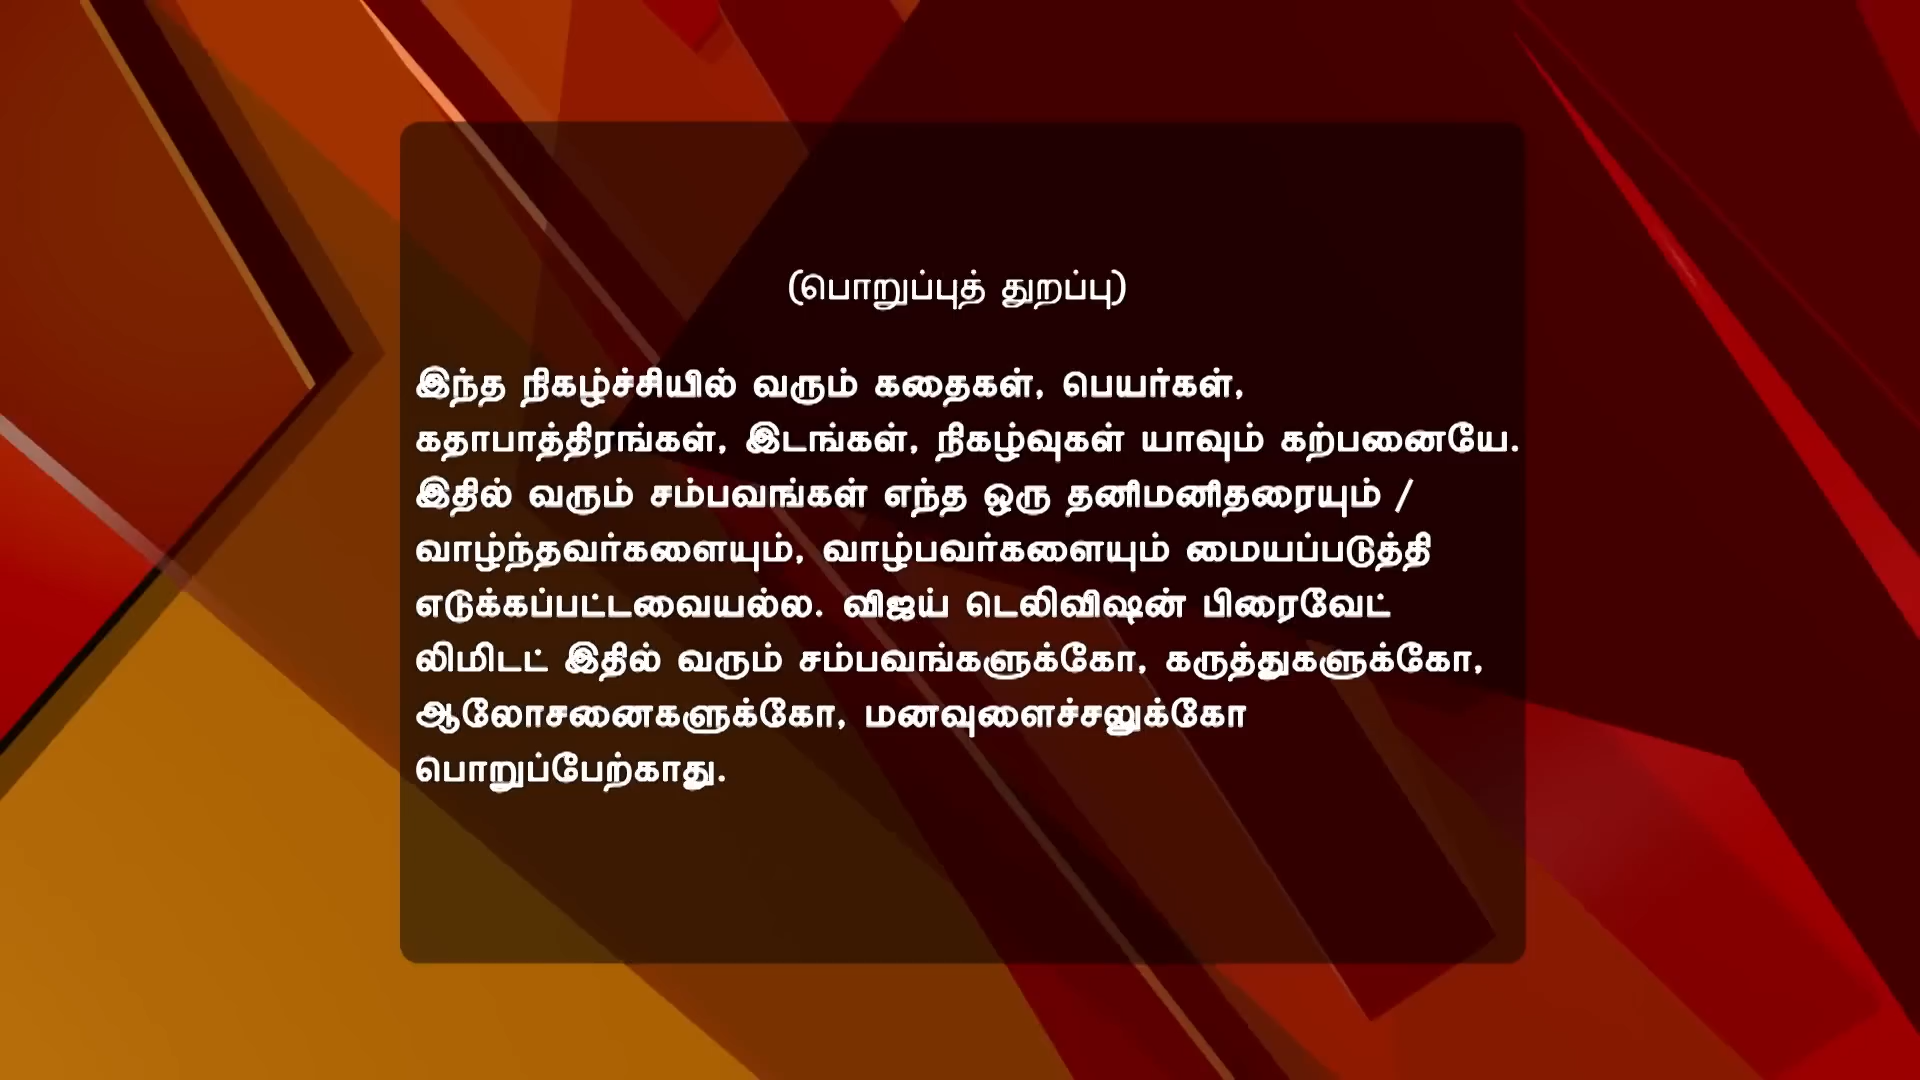 (பொறுப்புத் துறப்பு)
இந்த நிகழ்ச்சியில் வரும் கதைகள், பெயர்கள்,
கதாபாத்திரங்கள், இடங்கள், நிகழ்வுகள் யாவும் கற்பனையே.
இதில் வரும் சம்பவங்கள் எந்த ஒரு தனிமனிதரையும் /
வாழ்ந்தவர்களையும், வாழ்பவர்களையும் மையப்படுத்தி
எடுக்கப்பட்டவையல்ல. விஜய் டெலிவிஷன் பிரைவேட்
லிமிடட் இதில் வரும் சம்பவங்களுக்கோ, கருத்துகளுக்கோ,
ஆலோசனைகளுக்கோ, மனவுளைச்சலுக்கோ
பொறுப்பேற்காது.